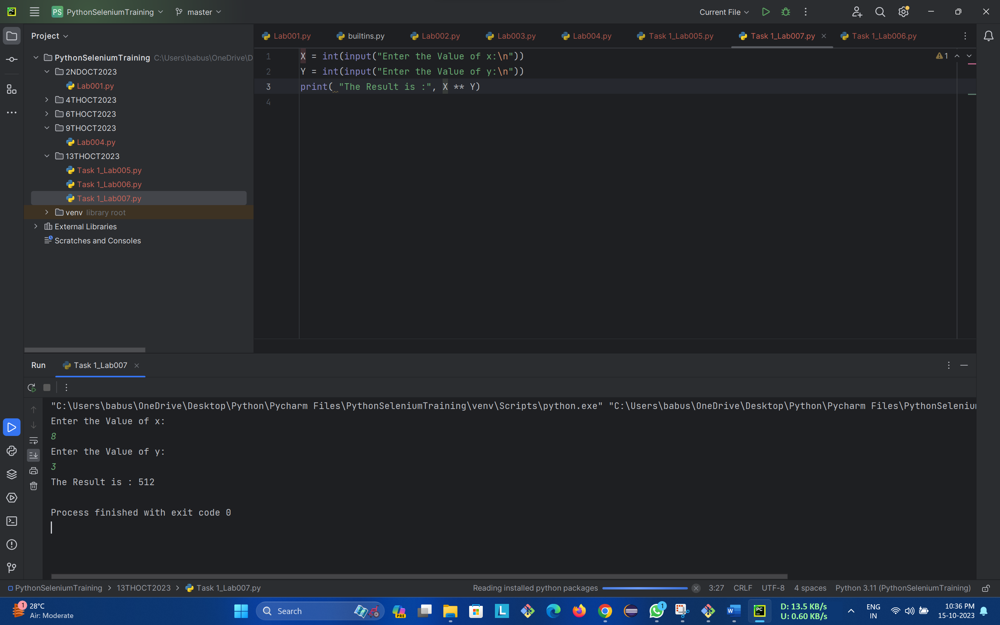 PS PythonSeleniumTraining master Current File
Project
Lab001.py builtins.py Lab002.py Lab003.py Lab004.py Task 1_Lab005.py Task 1_Lab007.py Task 1_Lab006.py
PythonSeleniumTraining C:\Users\babus\OneDrive\D
2NDOCT2023
Lab001.py
4THOCT2023
6THOCT2023
9THOCT2023
Lab004.py
13THOCT2023
Task 1_Lab005.py
Task 1_Lab006.py
Task 1_Lab007.py
venv library root
External Libraries
Scratches and Consoles
1 X = int(input("Enter the Value of x:\n"))
2 Y = int(input("Enter the Value of y:\n"))
3 print( "The Result is :", X ** Y)
4
1
Run Task 1_Lab007
"C:\Users\babus\OneDrive\Desktop\Python\Pycharm Files\PythonSeleniumTraining\venv\Scripts\python.exe" "C:\Users\babus\OneDrive\Desktop\Python\Pycharm Files\PythonSeleniu
Enter the Value of x:
8
Enter the Value of y:
3
The Result is : 512
Process finished with exit code 0
PythonSeleniumTraining > 13THOCT2023 > Task 1_Lab007.py Reading installed python packages 3:27 CRLF UTF-8 4 spaces Python 3.11 (PythonSeleniumTraining)
1 28°C
Air: Moderate
Search
PRE
1
D: 13.5 KB/s
U: 0.60 KB/s
ENG
IN
10:36 PM
15-10-2023